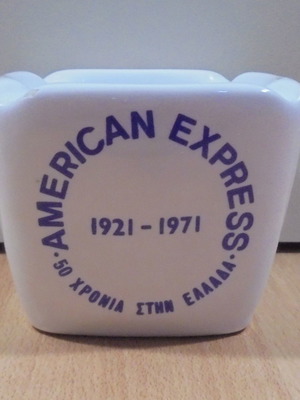 AMERICAN EXPRESS
1921 - 1971
· 50 ΧΡΟΝΙΑ ΣΤΗΝ ΕΛΛΑΔΑ ·